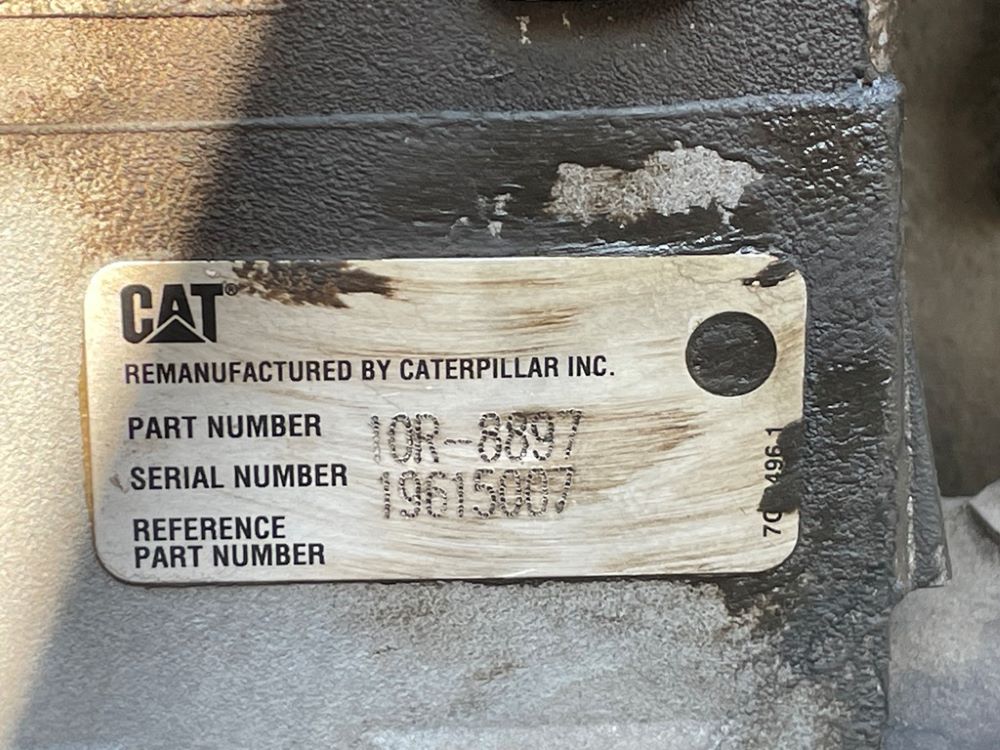 CAT®
REMANUFACTURED BY CATERPILLAR INC.
PART NUMBER 10R-8897
SERIAL NUMBER 19615007
REFERENCE
PART NUMBER